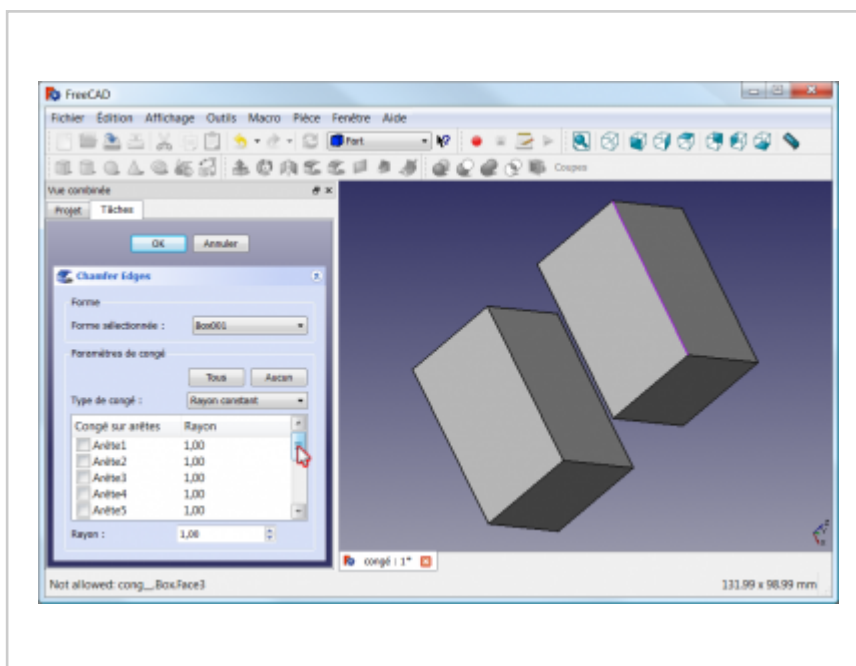 FreeCAD
Fichier Édition Affichage Outils Macro Pièce Fenêtre Aide
Part
Coupes
Vue combinée
Projet Tâches
OK Annuler
Chamfer Edges
Forme
Forme sélectionnée : Box001
Paramètres de congé
Tous Aucun
Type de congé : Rayon constant
Congé sur arêtes Rayon
Arête1 1,00
Arête2 1,00
Arête3 1,00
Arête4 1,00
Arête5 1,00
Rayon : 1,00
congé : 1*
Not allowed: cong__.Box.Face3 131.99 x 98.99 mm